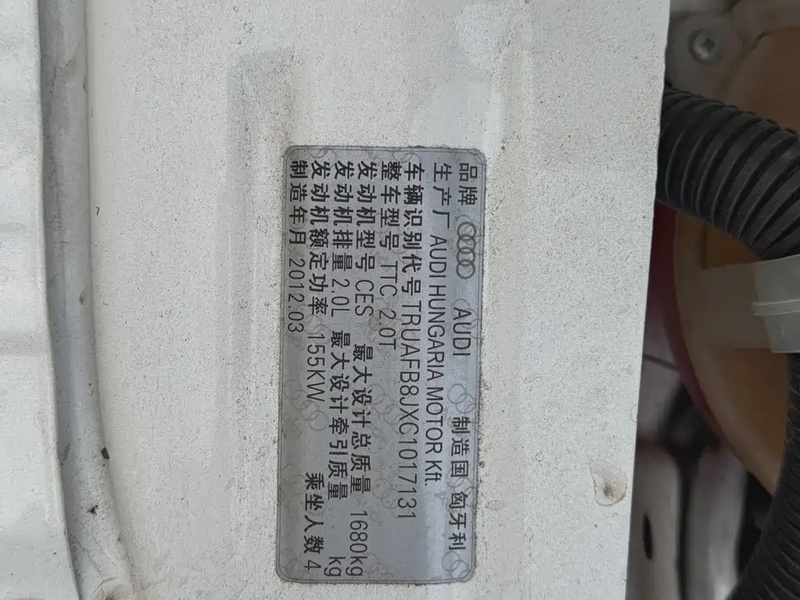 品牌 AUDI 制造国 匈牙利
生产厂 AUDI HUNGARIA MOTOR Kft.
车辆识别代号 TRUAFB8JXC1017131
整车型号 TTC 2.0T
发动机型号 CES 最大设计总质量 1680kg
发动机排量 2.0L 最大设计牵引质量 kg
发动机额定功率 155KW 乘坐人数 4
制造年月 2012.03